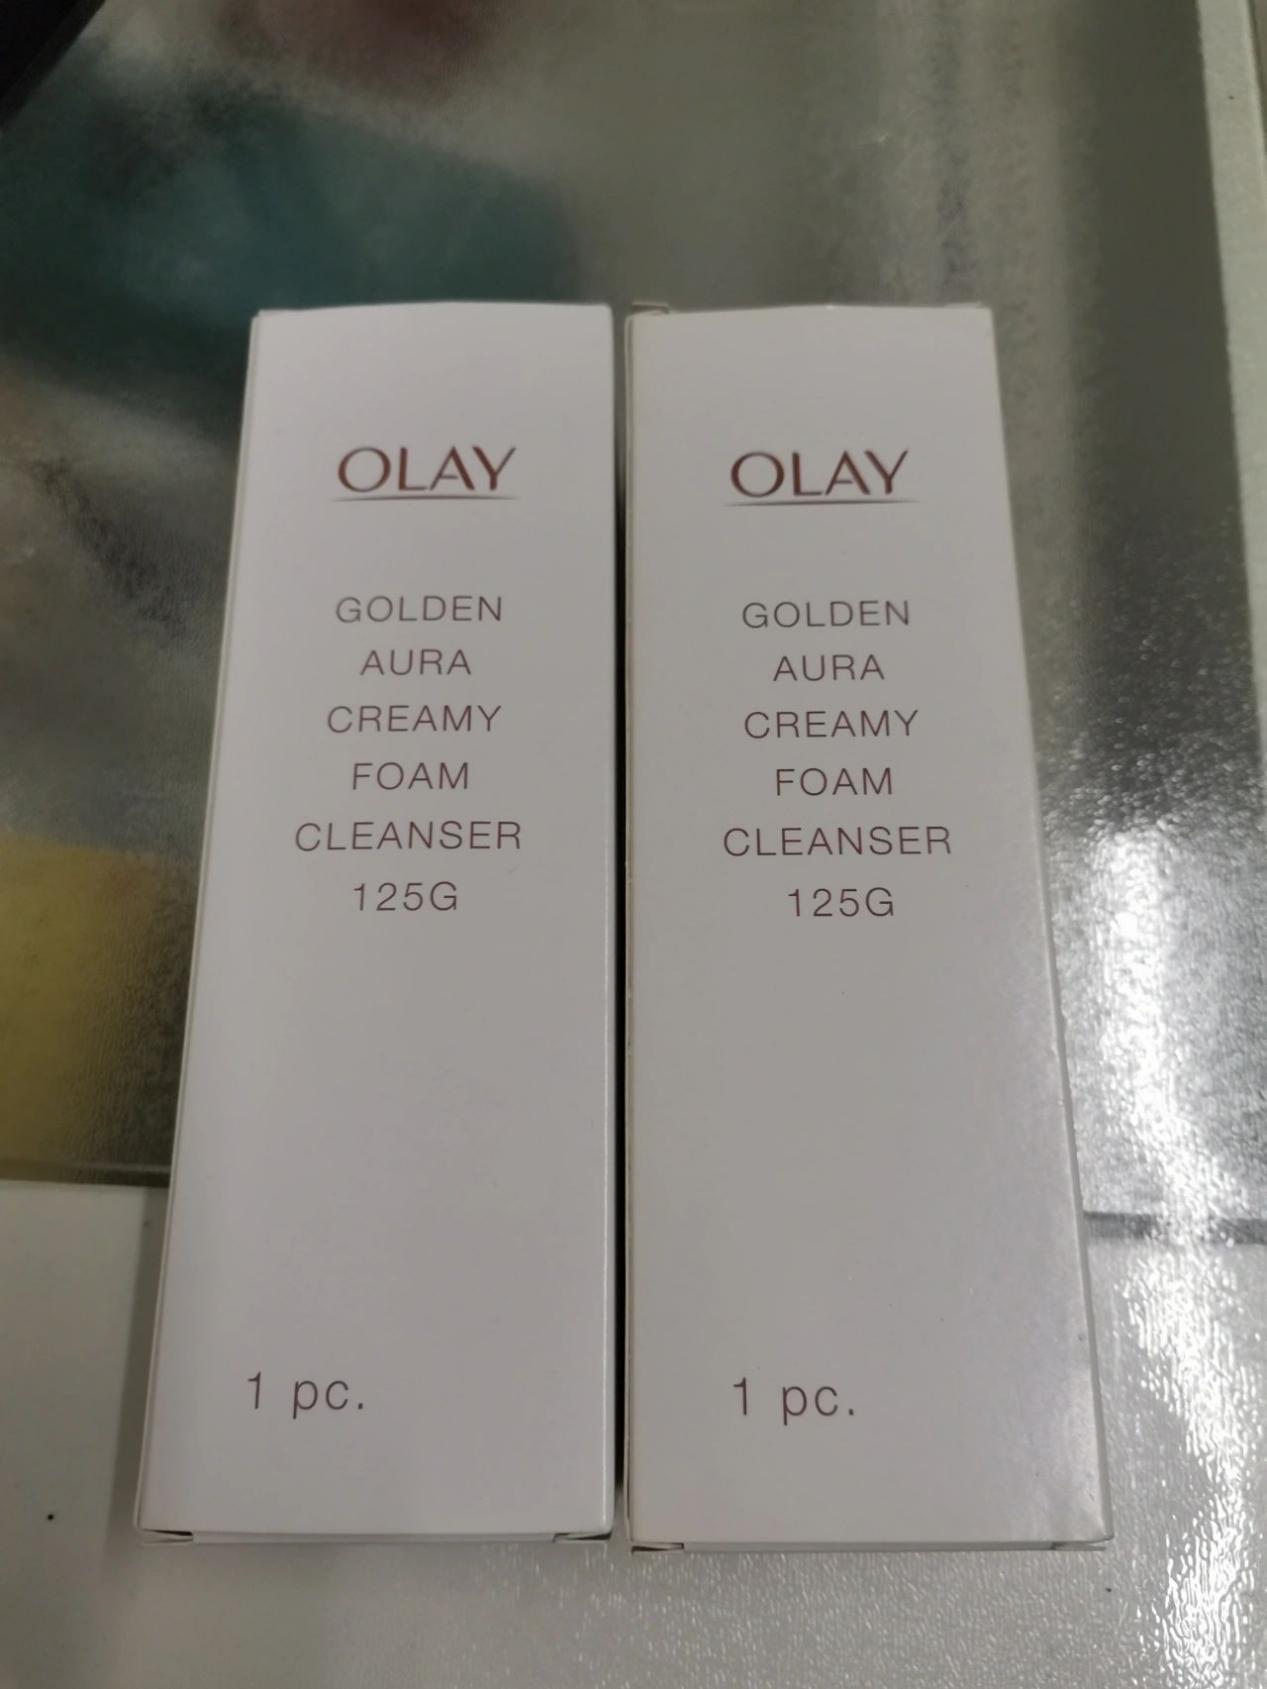 OLAY
GOLDEN
AURA
CREAMY
FOAM
CLEANSER
125G
1 pc.
OLAY
GOLDEN
AURA
CREAMY
FOAM
CLEANSER
125G
1 pc.